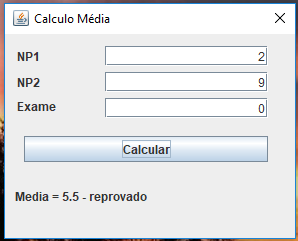 Calculo Média
NP1 2
NP2 9
Exame 0
Calcular
Media = 5.5 - reprovado